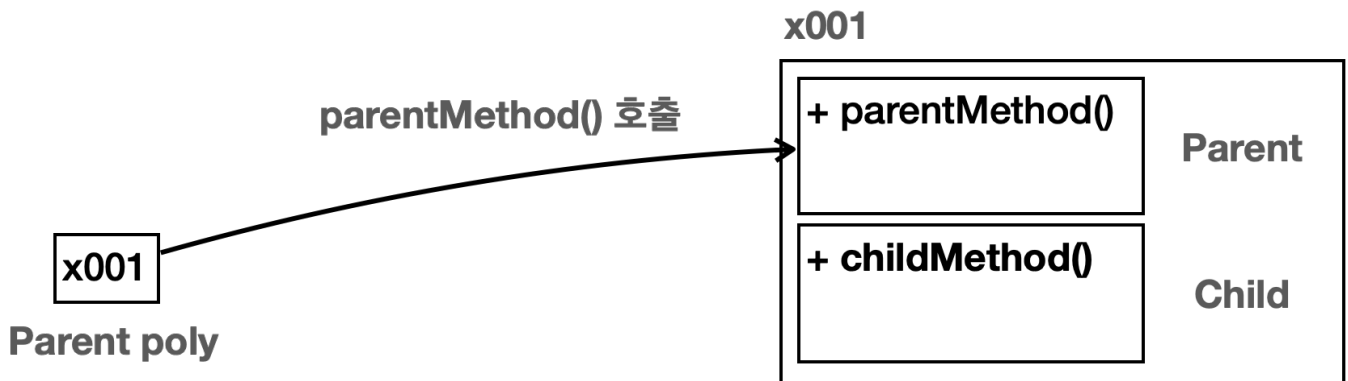 x001
parentMethod() 호출
+ parentMethod()
Parent
x001
+ childMethod()
Child
Parent poly